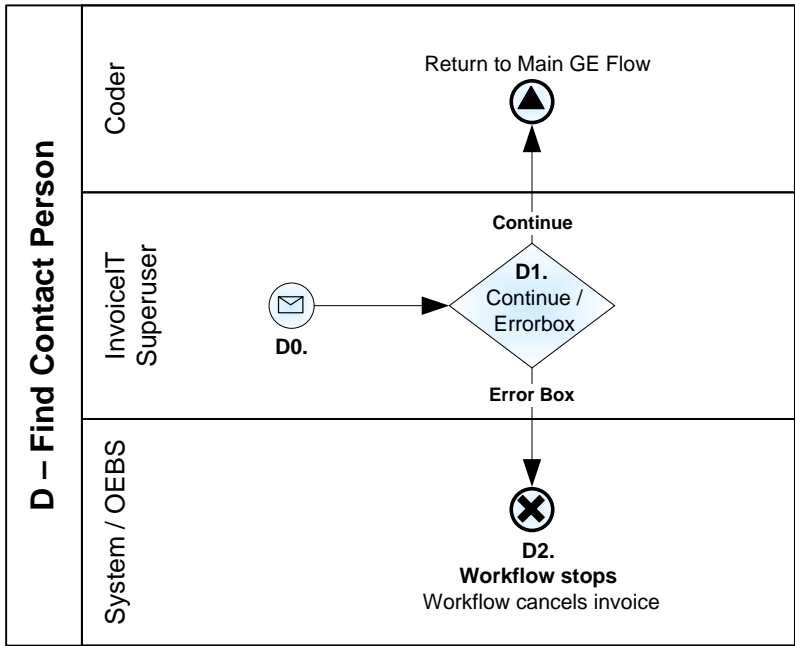 D – Find Contact Person
Coder
Return to Main GE Flow
InvoiceIT
Superuser
Continue
D0.
D1.
Continue /
Errorbox
Error Box
System / OEBS
D2.
Workflow stops
Workflow cancels invoice